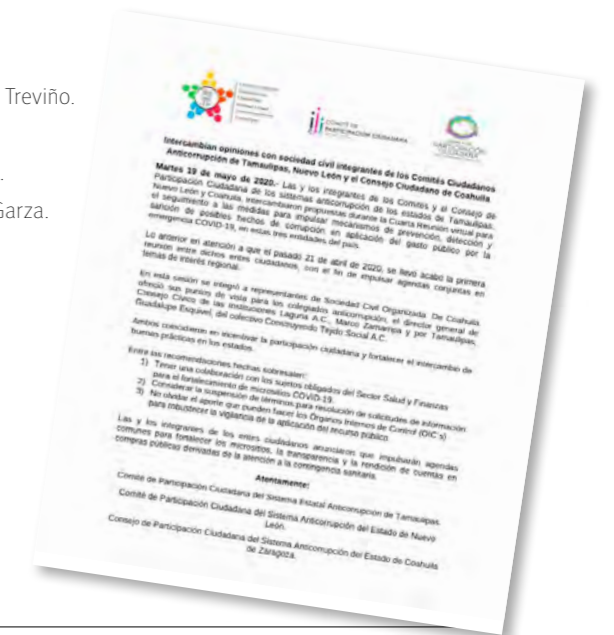 Treviño.
Garza.
COMITÉ DE
PARTICIPACIÓN CIUDADANA
PARTICIPACIÓN
CIUDADANA
Intercambian opiniones con sociedad civil integrantes de los Comités Ciudadanos
Anticorrupción de Tamaulipas, Nuevo León y el Consejo Ciudadano de Coahuila
Martes 19 de mayo de 2020.- Las y los integrantes de los Comités y el Consejo de
Participación Ciudadana de los sistemas anticorrupción de los estados de Tamaulipas,
Nuevo León y Coahuila, intercambiaron propuestas durante la Cuarta Reunión virtual para
el seguimiento a las medidas para impulsar mecanismos de prevención, detección y
sanción de posibles hechos de corrupción en aplicación del gasto público por la
emergencia COVID-19, en estas tres entidades del país.
Lo anterior en atención a que el pasado 21 de abril de 2020, se llevó acabo la primera
reunión entre dichos entes ciudadanos, con el fin de impulsar agendas conjuntas en
temas de interés regional.
En esta sesión se integró a representantes de Sociedad Civil Organizada. De Coahuila
ofreció sus puntos de vista para los colegiados anticorrupción, el director general de
Consejo Cívico de las Instituciones Laguna A.C., Marco Zamarripa y por Tamaulipas,
Guadalupe Esquivel, del colectivo Construyendo Tejido Social A.C.
Ambos coincidieron en incentivar la participación ciudadana y fortalecer el intercambio de
buenas prácticas en los estados.
Entre las recomendaciones hechas sobresalen:
1) Tener una colaboración con los sujetos obligados del Sector Salud y Finanzas
para el fortalecimiento de micrositios COVID-19.
2) Considerar la suspensión de términos para resolución de solicitudes de información
3) No olvidar el aporte que pueden hacer los Órganos Internos de Control (OIC´s)
para robustecer la vigilancia de la aplicación del recurso público.
Las y los integrantes de los entes ciudadanos anunciaron que impulsarán agendas
comunes para fortalecer los micrositios, la transparencia y la rendición de cuentas en
compras públicas derivadas de la atención a la contingencia sanitaria.
Atentamente:
Comité de Participación Ciudadana del Sistema Estatal Anticorrupción de Tamaulipas.
Comité de Participación Ciudadana del Sistema Anticorrupción del Estado de Nuevo
León.
Consejo de Participación Ciudadana del Sistema Anticorrupción del Estado de Coahuila
de Zaragoza.